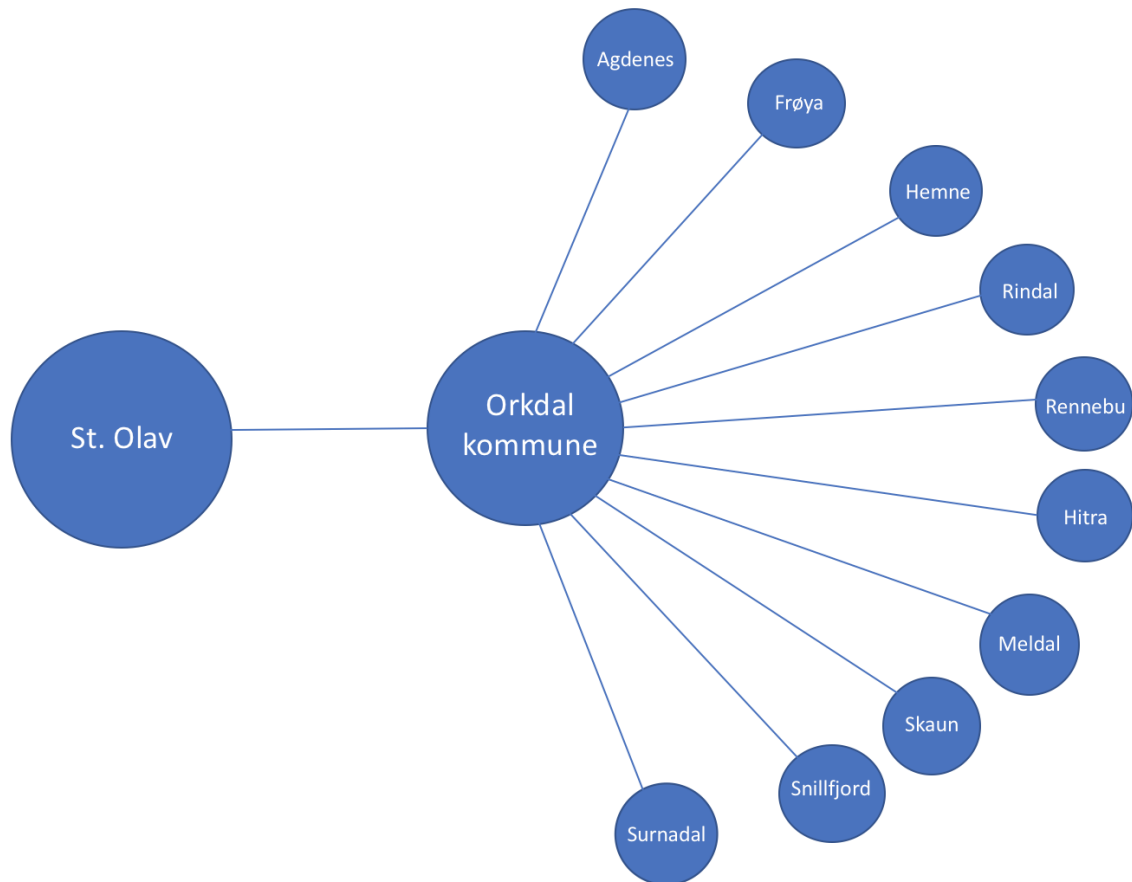 Agdenes
Frøya
Hemne
Rindal
St. Olav
Orkdal
kommune
Rennebu
Hitra
Meldal
Skaun
Snillfjord
Surnadal